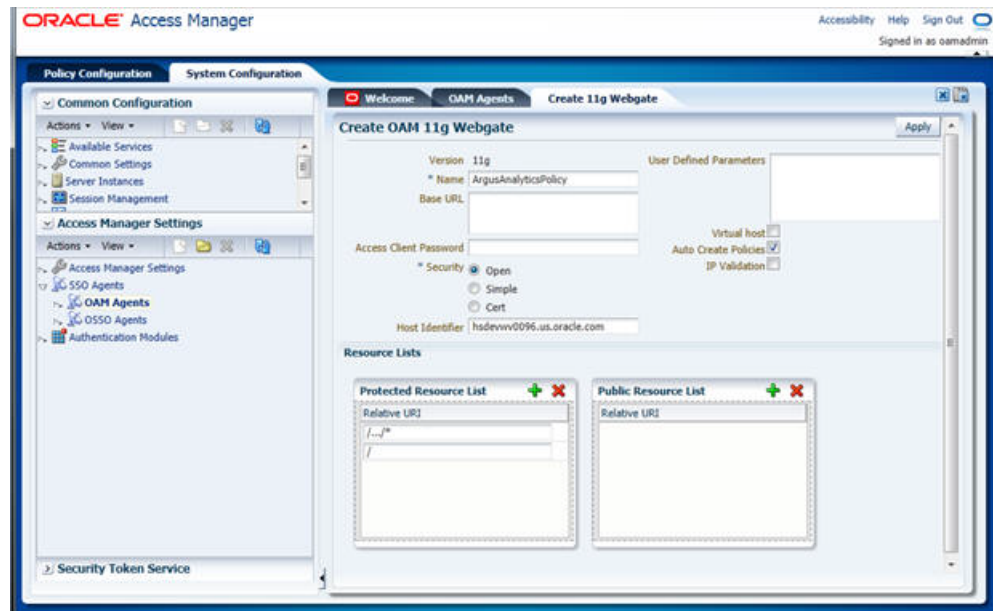 ORACLE Access Manager
Accessibility Help Sign Out
Signed in as oamadmin
Policy Configuration System Configuration
Common Configuration
Actions View
Available Services
Common Settings
Server Instances
Session Management
Access Manager Settings
Actions View
Access Manager Settings
SSO Agents
OAM Agents
OSSO Agents
Authentication Modules
Security Token Service
Welcome OAM Agents Create 11g Webgate
Create OAM 11g Webgate
Apply
Version 11g
* Name ArgusAnalyticsPolicy
Base URL
Access Client Password
* Security Open
Simple
Cert
Host Identifier hsdevwv0096.us.oracle.com
User Defined Parameters
Virtual host
Auto Create Policies
IP Validation
Resource Lists
Protected Resource List
Relative URI
/.../*
/
Public Resource List
Relative URI